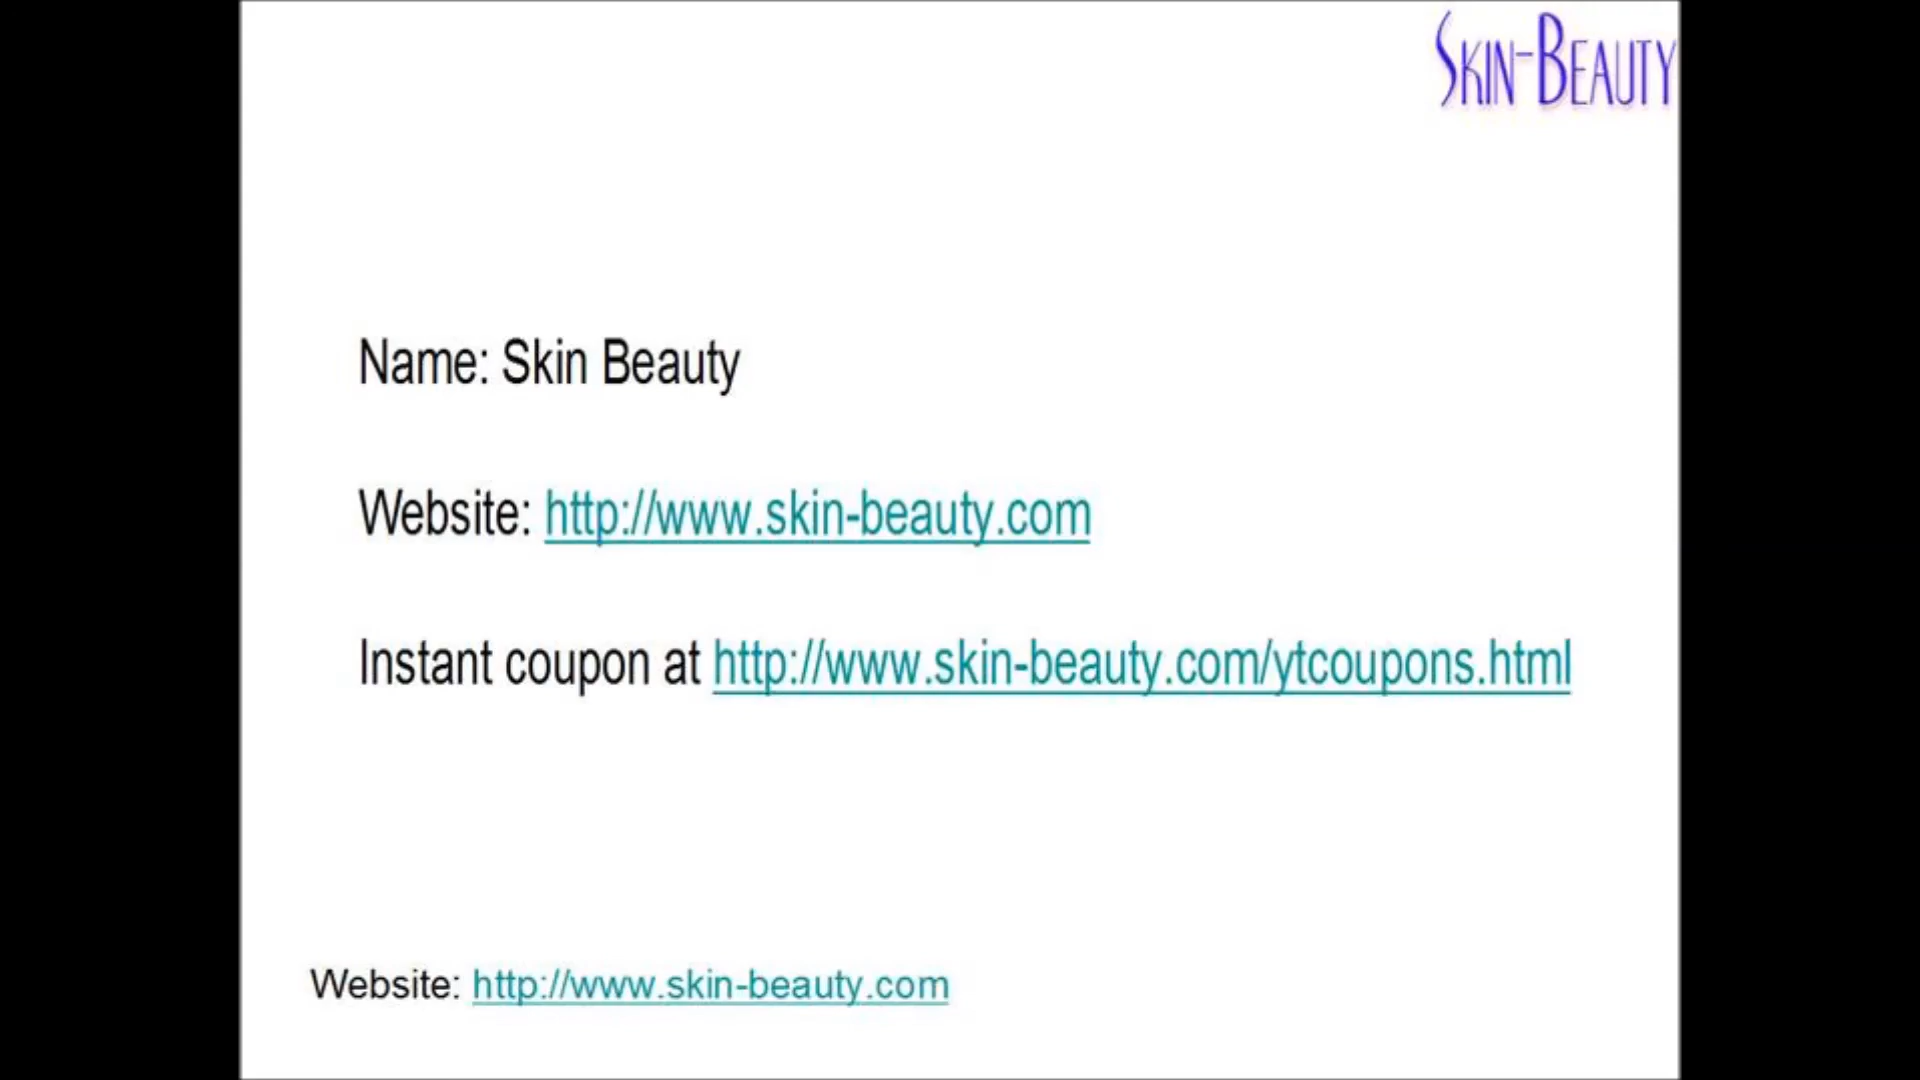 SKIN-BEAUTY
Name: Skin Beauty
Website: http://www.skin-beauty.com
Instant coupon at http://www.skin-beauty.com/ytcoupons.html
Website: http://www.skin-beauty.com